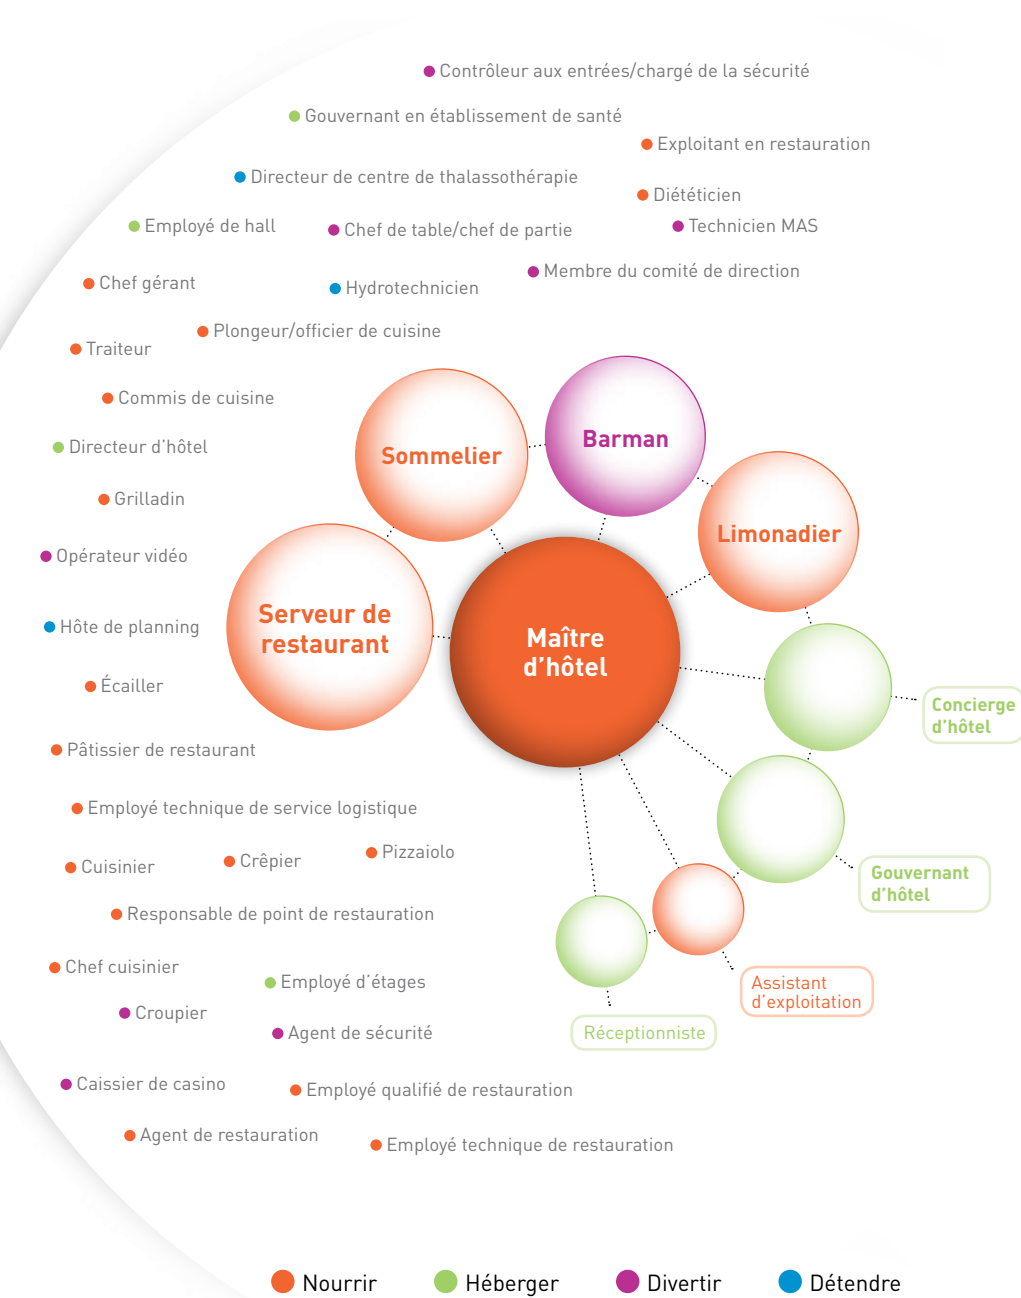 Contrôleur aux entrées/chargé de la sécurité
Gouvernant en établissement de santé
Exploitant en restauration
Directeur de centre de thalassothérapie
Diététicien
Employé de hall
Chef de table/chef de partie
Technicien MAS
Membre du comité de direction
Chef gérant
Hydrotechnicien
Plongeur/officier de cuisine
Traiteur
Commis de cuisine
Directeur d'hôtel
Sommelier
Barman
Grilladin
Limonadier
Opérateur vidéo
Serveur de
restaurant
Maître
d'hôtel
Hôte de planning
Écailler
Concierge
d'hôtel
Pâtissier de restaurant
Employé technique de service logistique
Cuisinier
Crêpier
Pizzaiolo
Gouvernant
d'hôtel
Responsable de point de restauration
Chef cuisinier
Employé d'étages
Assistant
d'exploitation
Croupier
Agent de sécurité
Réceptionniste
Caissier de casino
Employé qualifié de restauration
Agent de restauration
Employé technique de restauration
Nourrir
Héberger
Divertir
Détendre